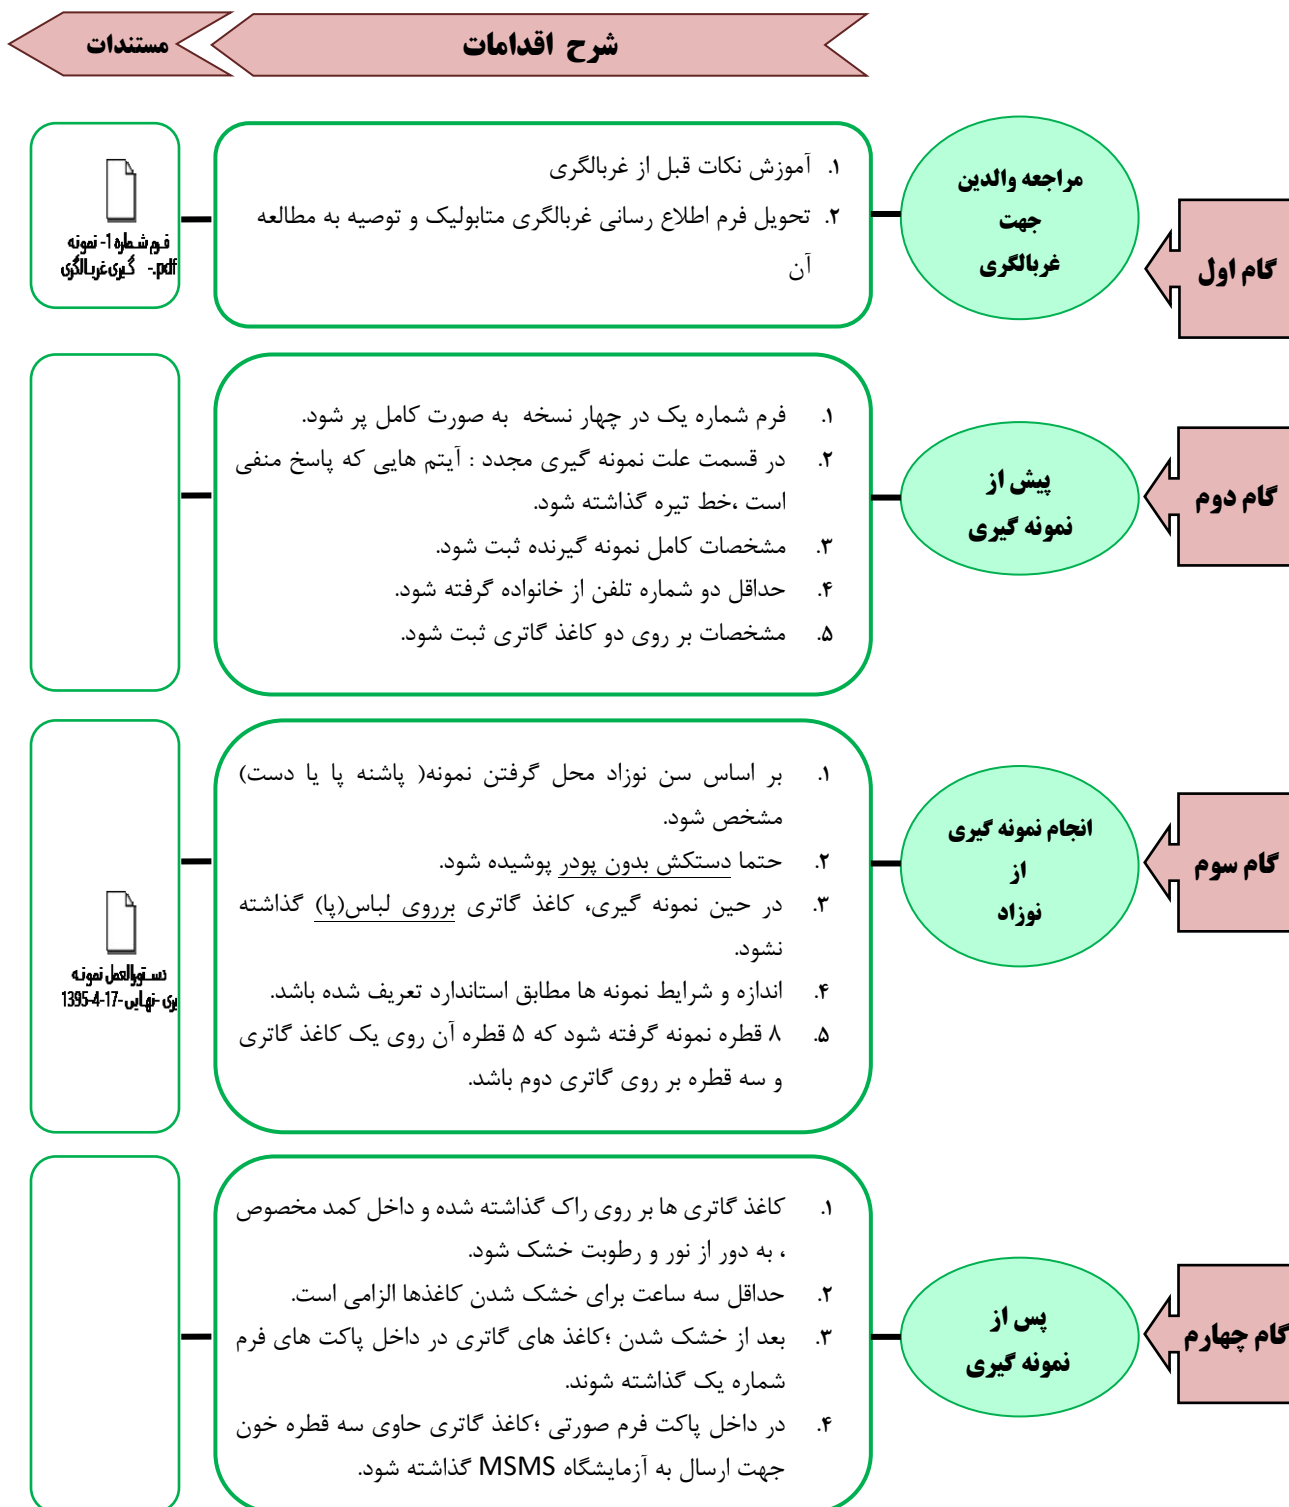 شرح اقدامات
مستندات
گام اول
مراجعه والدین
جهت
غربالگری
۱. آموزش نکات قبل از غربالگری
۲. تحویل فرم اطلاع رسانی غربالگری متابولیک و توصیه به مطالعه
آن
فرم شماره 1- نمونه
گیری غربالگری -.pdf
گام دوم
پیش از
نمونه گیری
۱. فرم شماره یک در چهار نسخه به صورت کامل پر شود.
۲. در قسمت علت نمونه گیری مجدد : آیتم هایی که پاسخ منفی
است ،خط تیره گذاشته شود.
۳. مشخصات کامل نمونه گیرنده ثبت شود.
۴. حداقل دو شماره تلفن از خانواده گرفته شود.
۵. مشخصات بر روی دو کاغذ گاتری ثبت شود.
گام سوم
انجام نمونه گیری
از
نوزاد
۱. بر اساس سن نوزاد محل گرفتن نمونه( پاشنه پا یا دست)
مشخص شود.
۲. حتما دستکش بدون پودر پوشیده شود.
۳. در حین نمونه گیری، کاغذ گاتری برروی لباس(پا) گذاشته
نشود.
۴. اندازه و شرایط نمونه ها مطابق استاندارد تعریف شده باشد.
۵. ۸ قطره نمونه گرفته شود که ۵ قطره آن روی یک کاغذ گاتری
و سه قطره بر روی گاتری دوم باشد.
دستورالعمل نمونه
یری -نهایی -17-4-1395
گام چهارم
پس از
نمونه گیری
۱. کاغذ گاتری ها بر روی راک گذاشته شده و داخل کمد مخصوص
، به دور از نور و رطوبت خشک شود.
۲. حداقل سه ساعت برای خشک شدن کاغذها الزامی است.
۳. بعد از خشک شدن ؛کاغذ های گاتری در داخل پاکت های فرم
شماره یک گذاشته شوند.
۴. در داخل پاکت فرم صورتی ؛کاغذ گاتری حاوی سه قطره خون
جهت ارسال به آزمایشگاه MSMS گذاشته شود.